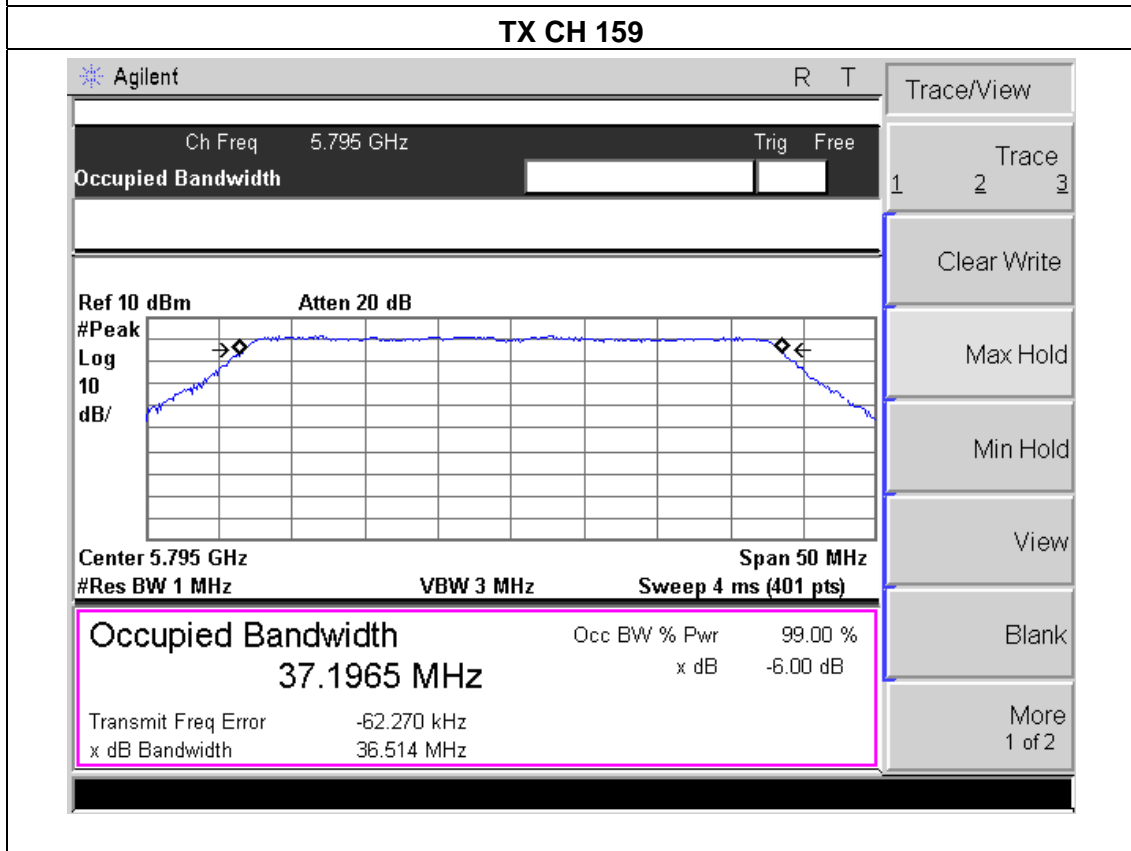 TX CH 159
Agilent R T
Trace/View
Ch Freq 5.795 GHz Trig Free
Occupied Bandwidth
Trace
1 2 3
Clear Write
Ref 10 dBm Atten 20 dB
#Peak
Log
10
dB/
Max Hold
Min Hold
View
Center 5.795 GHz Span 50 MHz
#Res BW 1 MHz VBW 3 MHz Sweep 4 ms (401 pts)
Occupied Bandwidth Occ BW % Pwr 99.00 %
37.1965 MHz x dB -6.00 dB
Blank
Transmit Freq Error -62.270 kHz
x dB Bandwidth 36.514 MHz
More
1 of 2